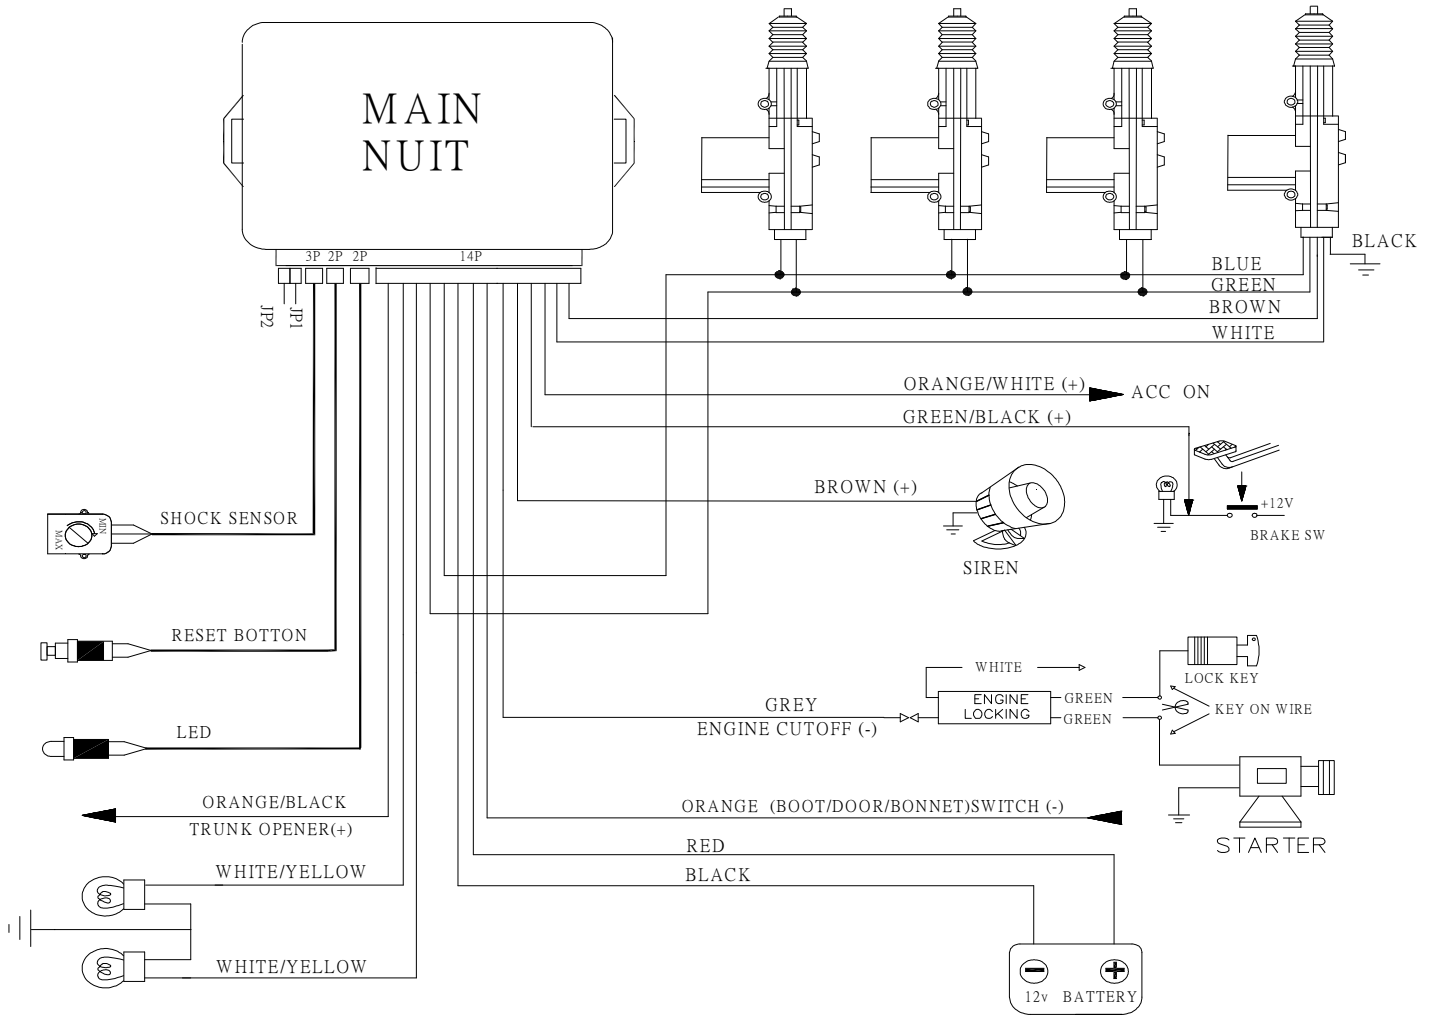 MAIN
NUIT
3P
2P
2P
14P
JP2
JP1
BLACK
BLUE
GREEN
BROWN
WHITE
ORANGE/WHITE (+)
ACC ON
GREEN/BLACK (+)
BROWN (+)
SIREN
+12V
BRAKE SW
SHOCK SENSOR
MIN
MAX
RESET BOTTON
LED
ORANGE/BLACK
TRUNK OPENER(+)
WHITE/YELLOW
WHITE/YELLOW
WHITE
ENGINE
LOCKING
GREEN
GREEN
GREY
ENGINE CUTOFF (-)
LOCK KEY
KEY ON WIRE
STARTER
ORANGE (BOOT/DOOR/BONNET)SWITCH (-)
RED
BLACK
12v BATTERY